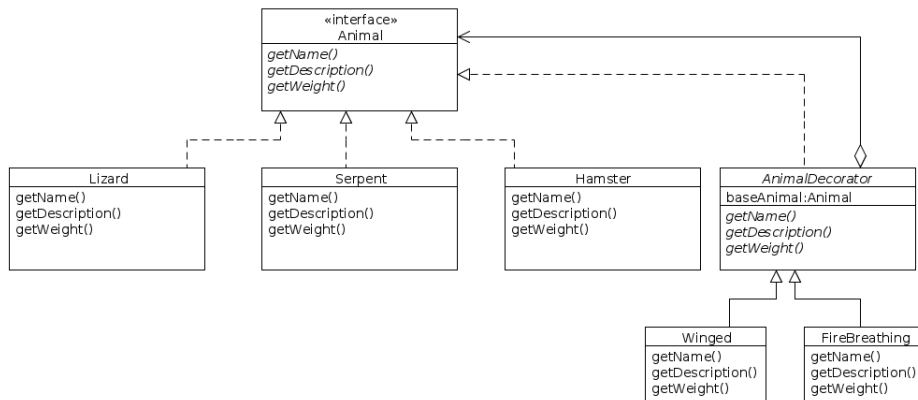 «interface»
Animal
getName()
getDescription()
getWeight()
Lizard
getName()
getDescription()
getWeight()
Serpent
getName()
getDescription()
getWeight()
Hamster
getName()
getDescription()
getWeight()
AnimalDecorator
baseAnimal:Animal
getName()
getDescription()
getWeight()
Winged
getName()
getDescription()
getWeight()
FireBreathing
getName()
getDescription()
getWeight()